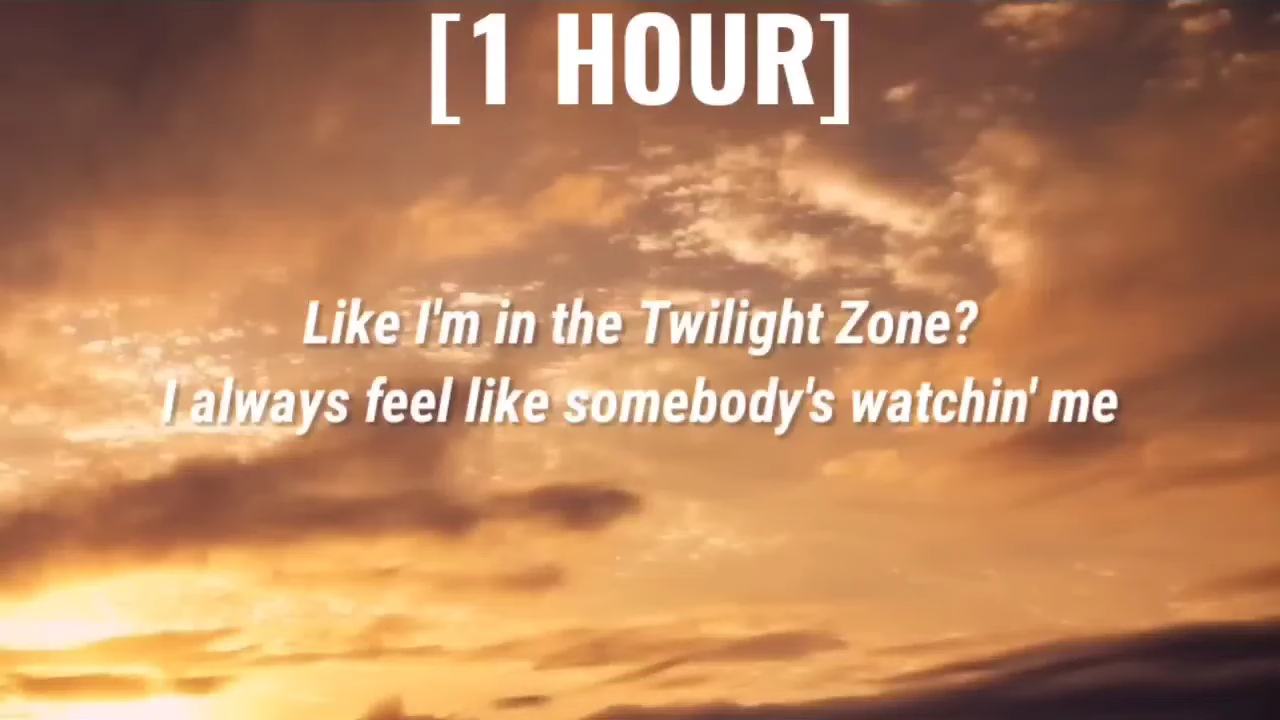 [1 HOUR]
Like I'm in the Twilight Zone?
I always feel like somebody's watchin' me